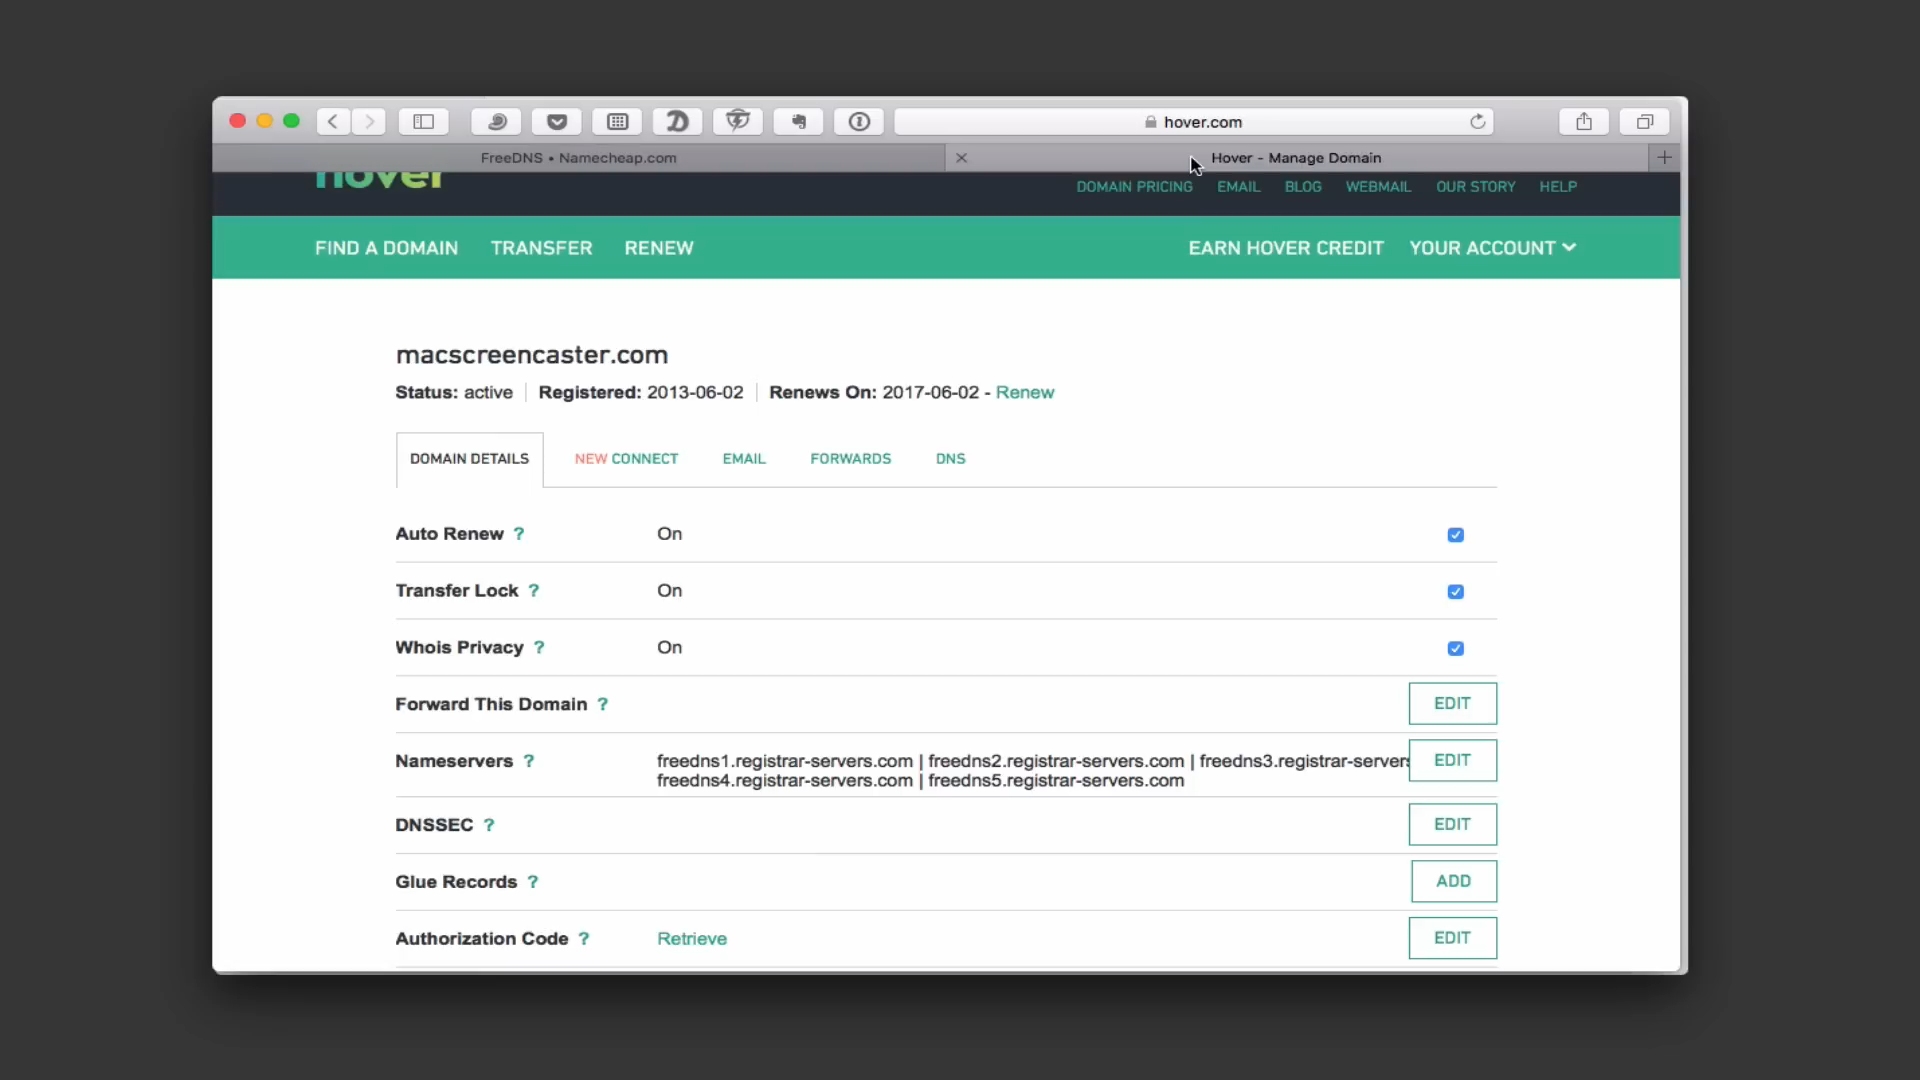 hover.com
FreeDNS • Namecheap.com
Hover - Manage Domain
hover
DOMAIN PRICING EMAIL BLOG WEBMAIL OUR STORY HELP
FIND A DOMAIN TRANSFER RENEW EARN HOVER CREDIT YOUR ACCOUNT
macscreencaster.com
Status: active Registered: 2013-06-02 Renews On: 2017-06-02 - Renew
DOMAIN DETAILS NEW CONNECT EMAIL FORWARDS DNS
Auto Renew ? On
Transfer Lock ? On
Whois Privacy ? On
Forward This Domain ? EDIT
Nameservers ? freedns1.registrar-servers.com | freedns2.registrar-servers.com | freedns3.registrar-servers EDIT
freedns4.registrar-servers.com | freedns5.registrar-servers.com
DNSSEC ? EDIT
Glue Records ? ADD
Authorization Code ? Retrieve EDIT